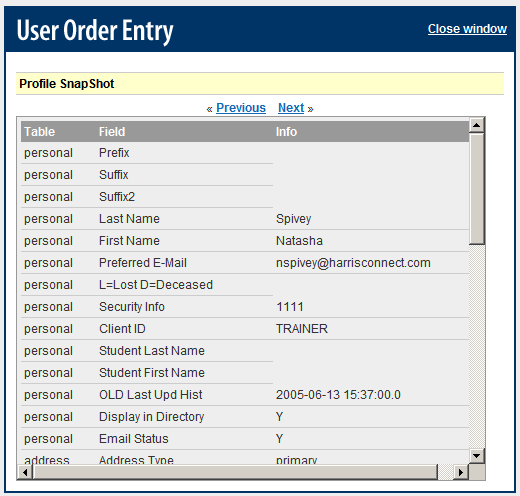 User Order Entry Close window
Profile SnapShot
« Previous Next »
Table Field Info
personal Prefix
personal Suffix
personal Suffix2
personal Last Name Spivey
personal First Name Natasha
personal Preferred E-Mail nspivey@harrisconnect.com
personal L=Lost D=Deceased
personal Security Info 1111
personal Client ID TRAINER
personal Student Last Name
personal Student First Name
personal OLD Last Upd Hist 2005-06-13 15:37:00.0
personal Display in Directory Y
personal Email Status Y
address Address Type primary